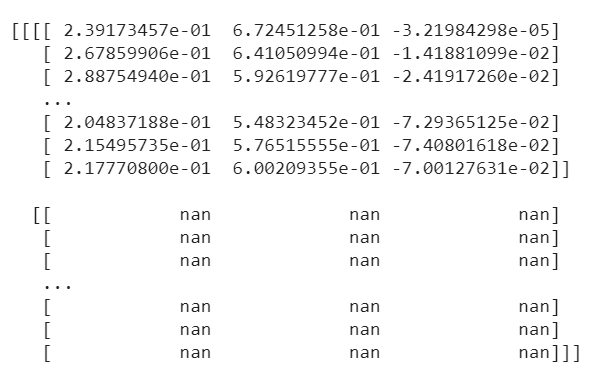 [[[[ 2.39173457e-01  6.72451258e-01 -3.21984298e-05]
   [ 2.67859906e-01  6.41050994e-01 -1.41881099e-02]
   [ 2.88754940e-01  5.92619777e-01 -2.41917260e-02]
   ...
   [ 2.04837188e-01  5.48323452e-01 -7.29365125e-02]
   [ 2.15495735e-01  5.76515555e-01 -7.40801618e-02]
   [ 2.17770800e-01  6.00209355e-01 -7.00127631e-02]]

  [[            nan             nan             nan]
   [            nan             nan             nan]
   [            nan             nan             nan]
   ...
   [            nan             nan             nan]
   [            nan             nan             nan]
   [            nan             nan             nan]]]